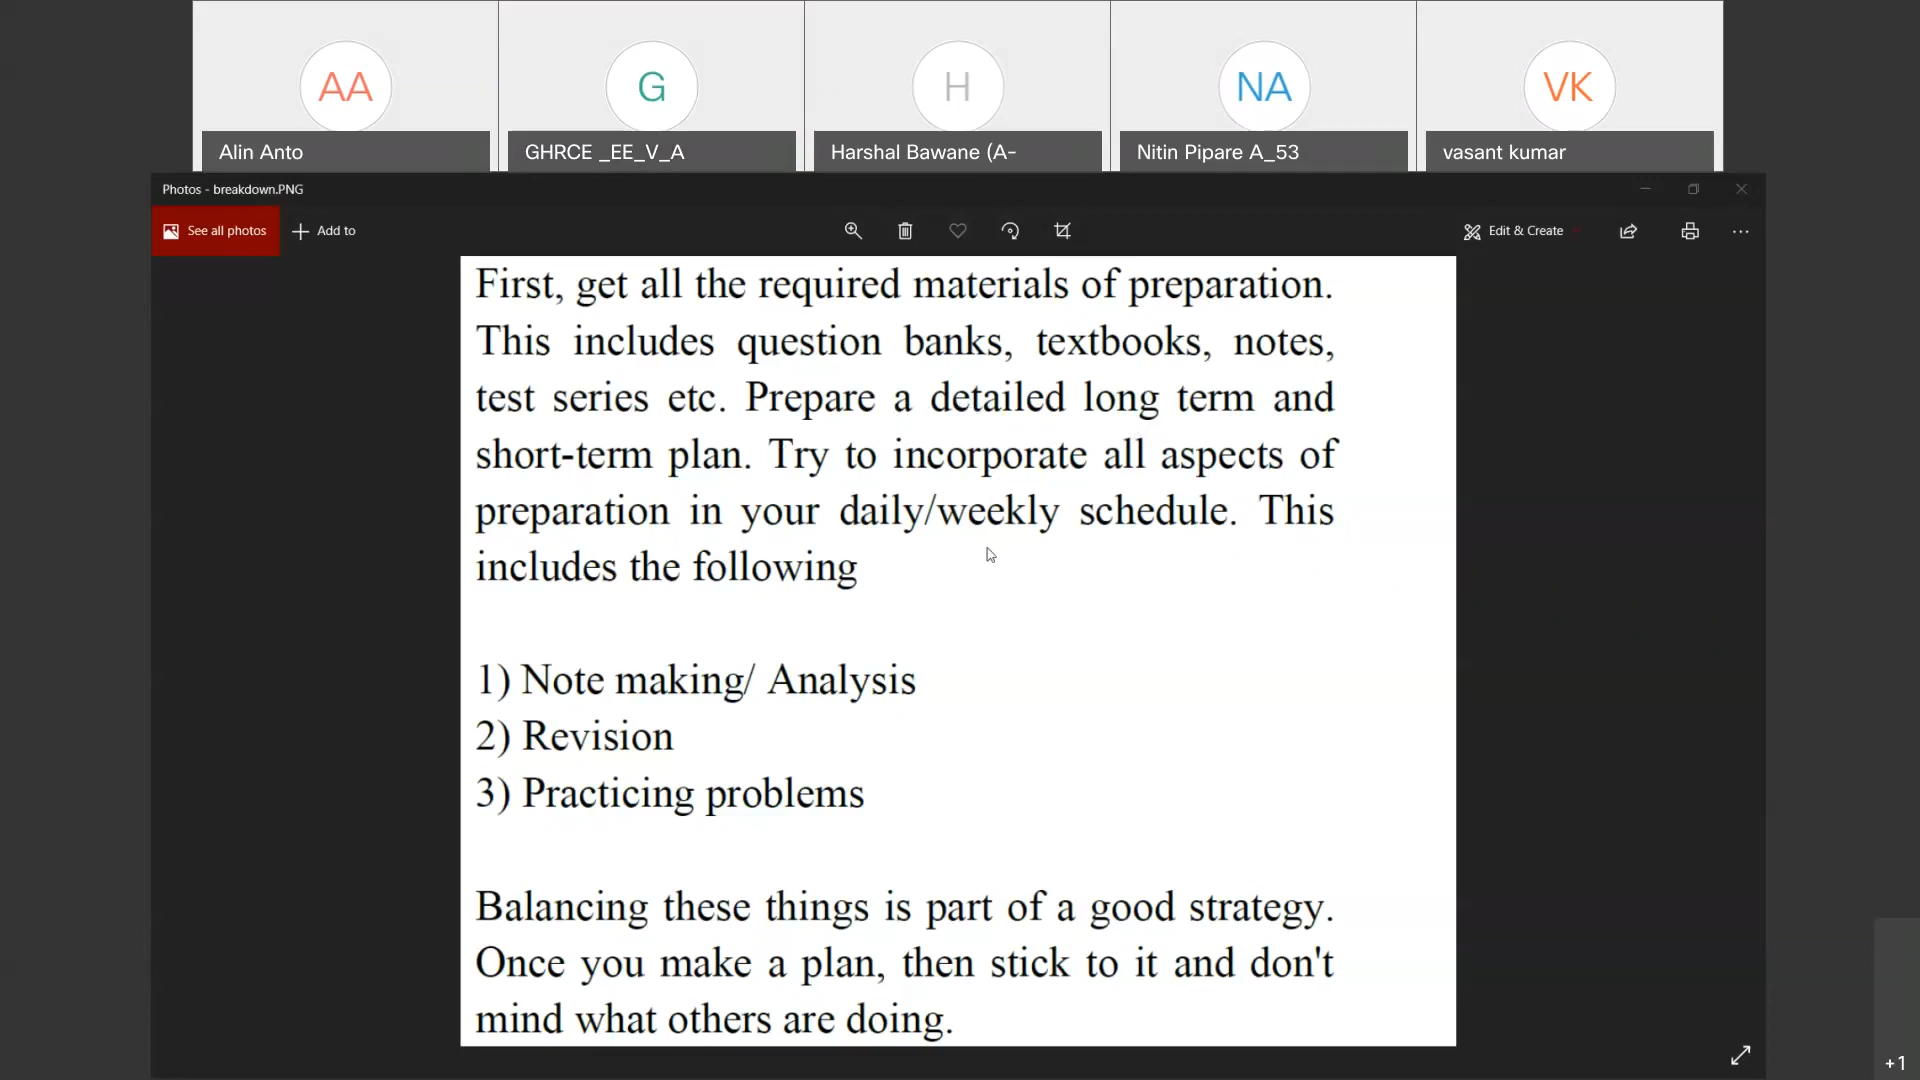 AA
G
H
NA
VK
Alin Anto
GHRCE _EE_V_A
Harshal Bawane (A-
Nitin Pipare A_53
vasant kumar
Photos - breakdown.PNG
See all photos
Add to
Edit & Create
First, get all the required materials of preparation.
This includes question banks, textbooks, notes,
test series etc. Prepare a detailed long term and
short-term plan. Try to incorporate all aspects of
preparation in your daily/weekly schedule. This
includes the following
1) Note making/ Analysis
2) Revision
3) Practicing problems
Balancing these things is part of a good strategy.
Once you make a plan, then stick to it and don't
mind what others are doing.
+1